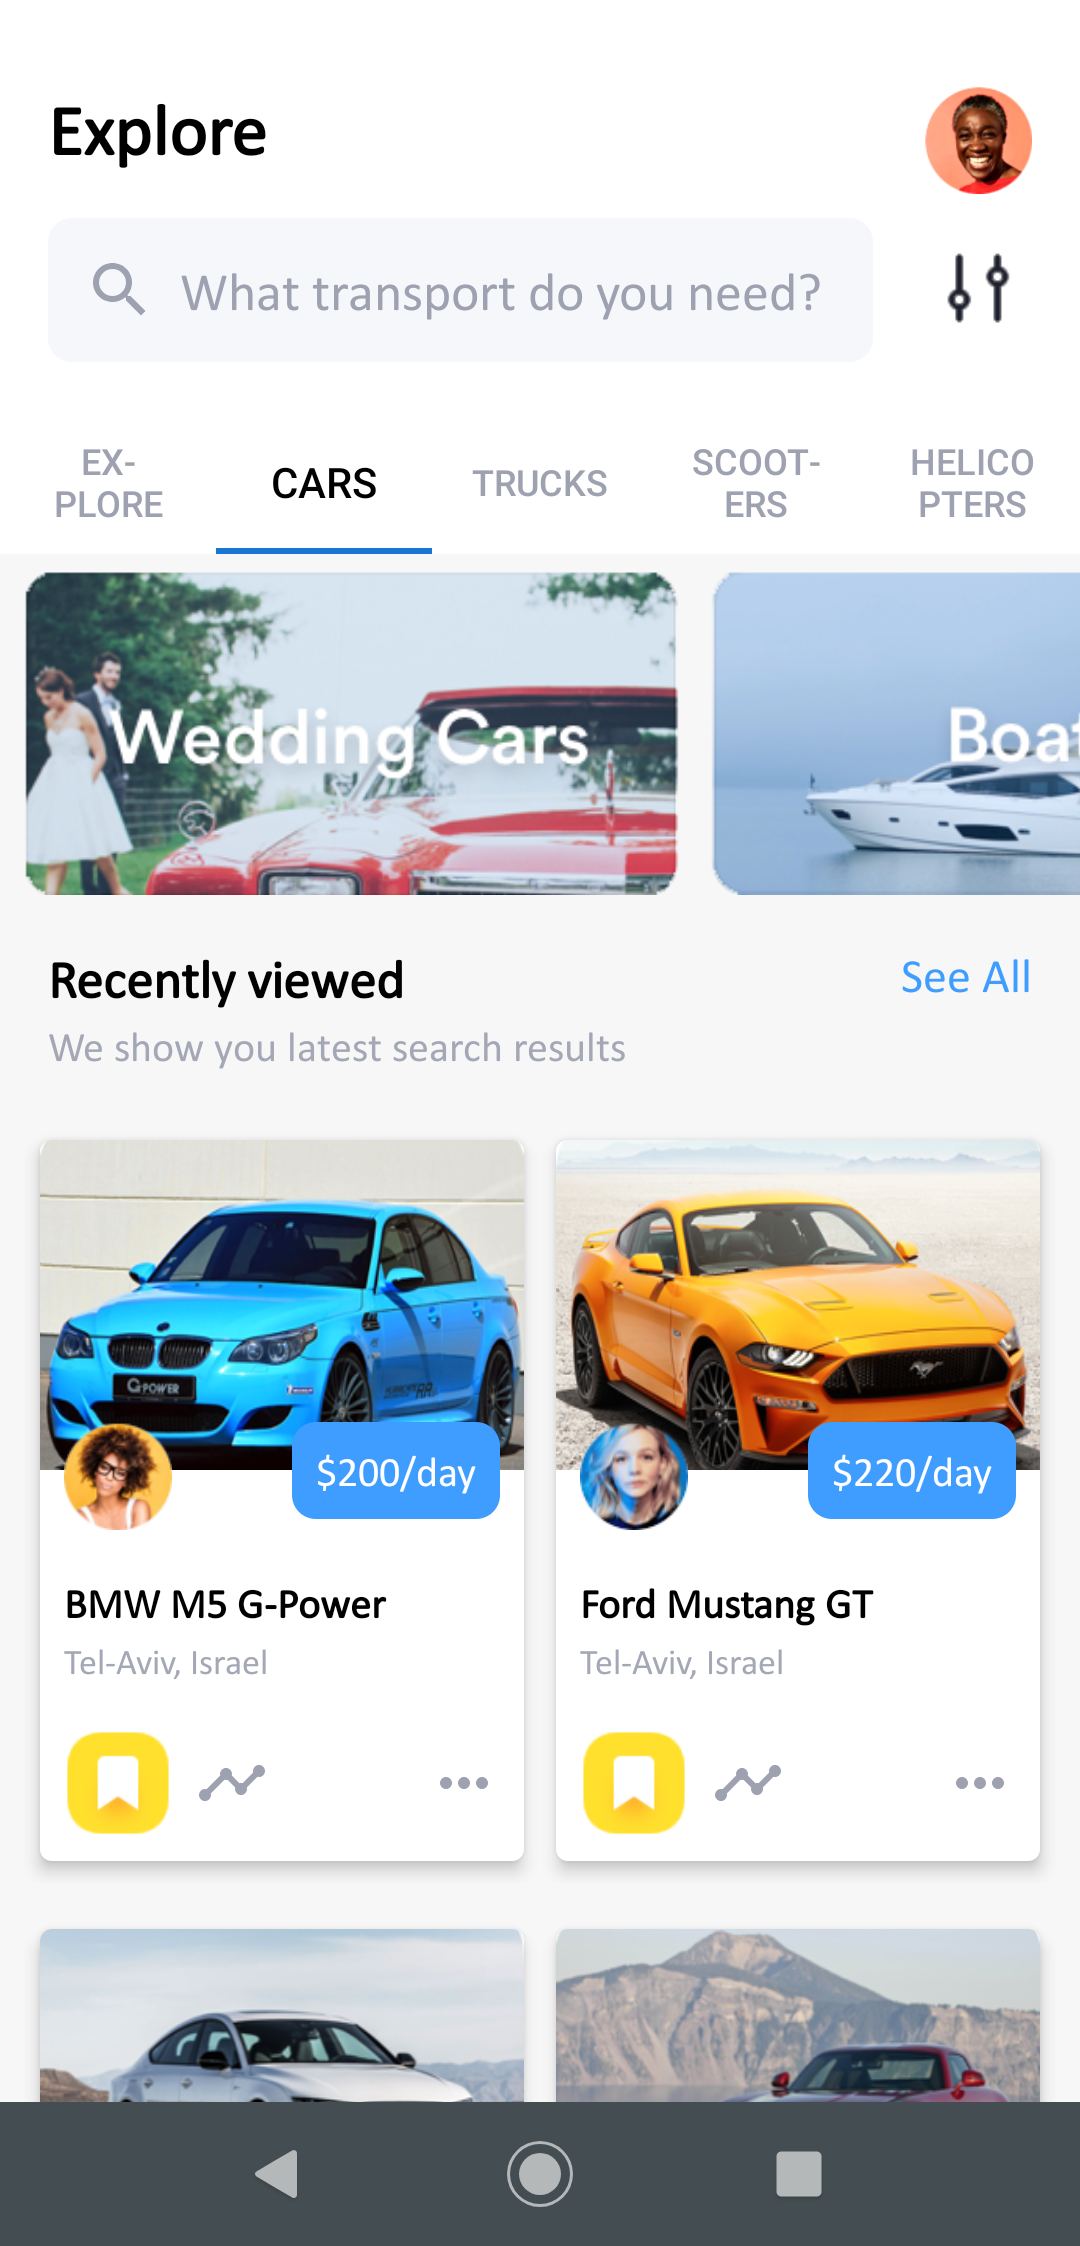 Explore
What transport do you need?
EX-
PLORE
CARS
TRUCKS
SCOOT-
ERS
HELICO
PTERS
Wedding Cars
Boat
Recently viewed
See All
We show you latest search results
G-POWER
$200/day
$220/day
BMW M5 G-Power
Ford Mustang GT
Tel-Aviv, Israel
Tel-Aviv, Israel